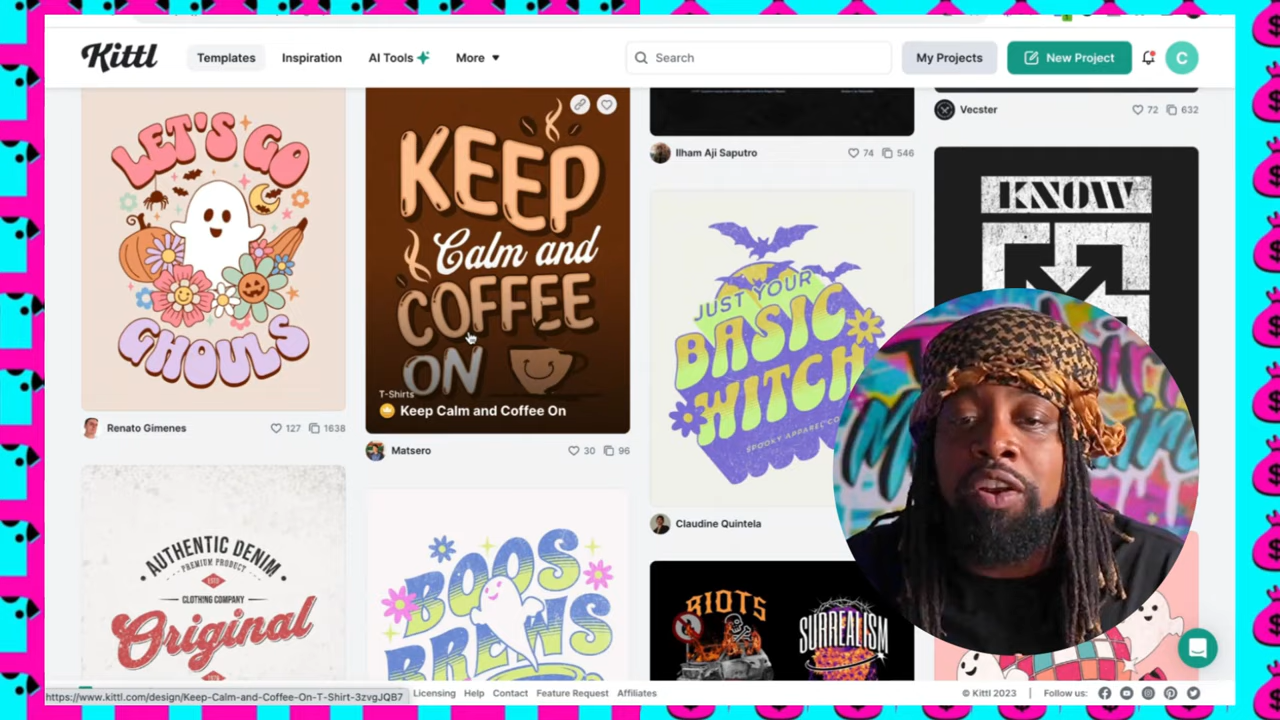 Kittl
Templates
Inspiration
AI Tools
More
Search
My Projects
New Project
C
LET'S GO
GHOULS
Renato Gimenes
127
1638
KEEP
Calm and
COFFEE
ON
T-Shirts
Keep Calm and Coffee On
Matsero
30
96
Ilham Aji Saputro
74
546
JUST YOUR
BASIC
WITCH
SPOOKY APPAREL CO
Claudine Quintela
Vecster
72
632
KNOW
AUTHENTIC DENIM
PREMIUM PRODUCT
CLOTHING COMPANY
Original
BOOS
BREWS
RIOTS
SURREALISM
https://www.kittl.com/design/Keep-Calm-and-Coffee-On-T-Shirt-3zvgJQB7
Licensing
Help
Contact
Feature Request
Affiliates
© Kittl 2023
Follow us: